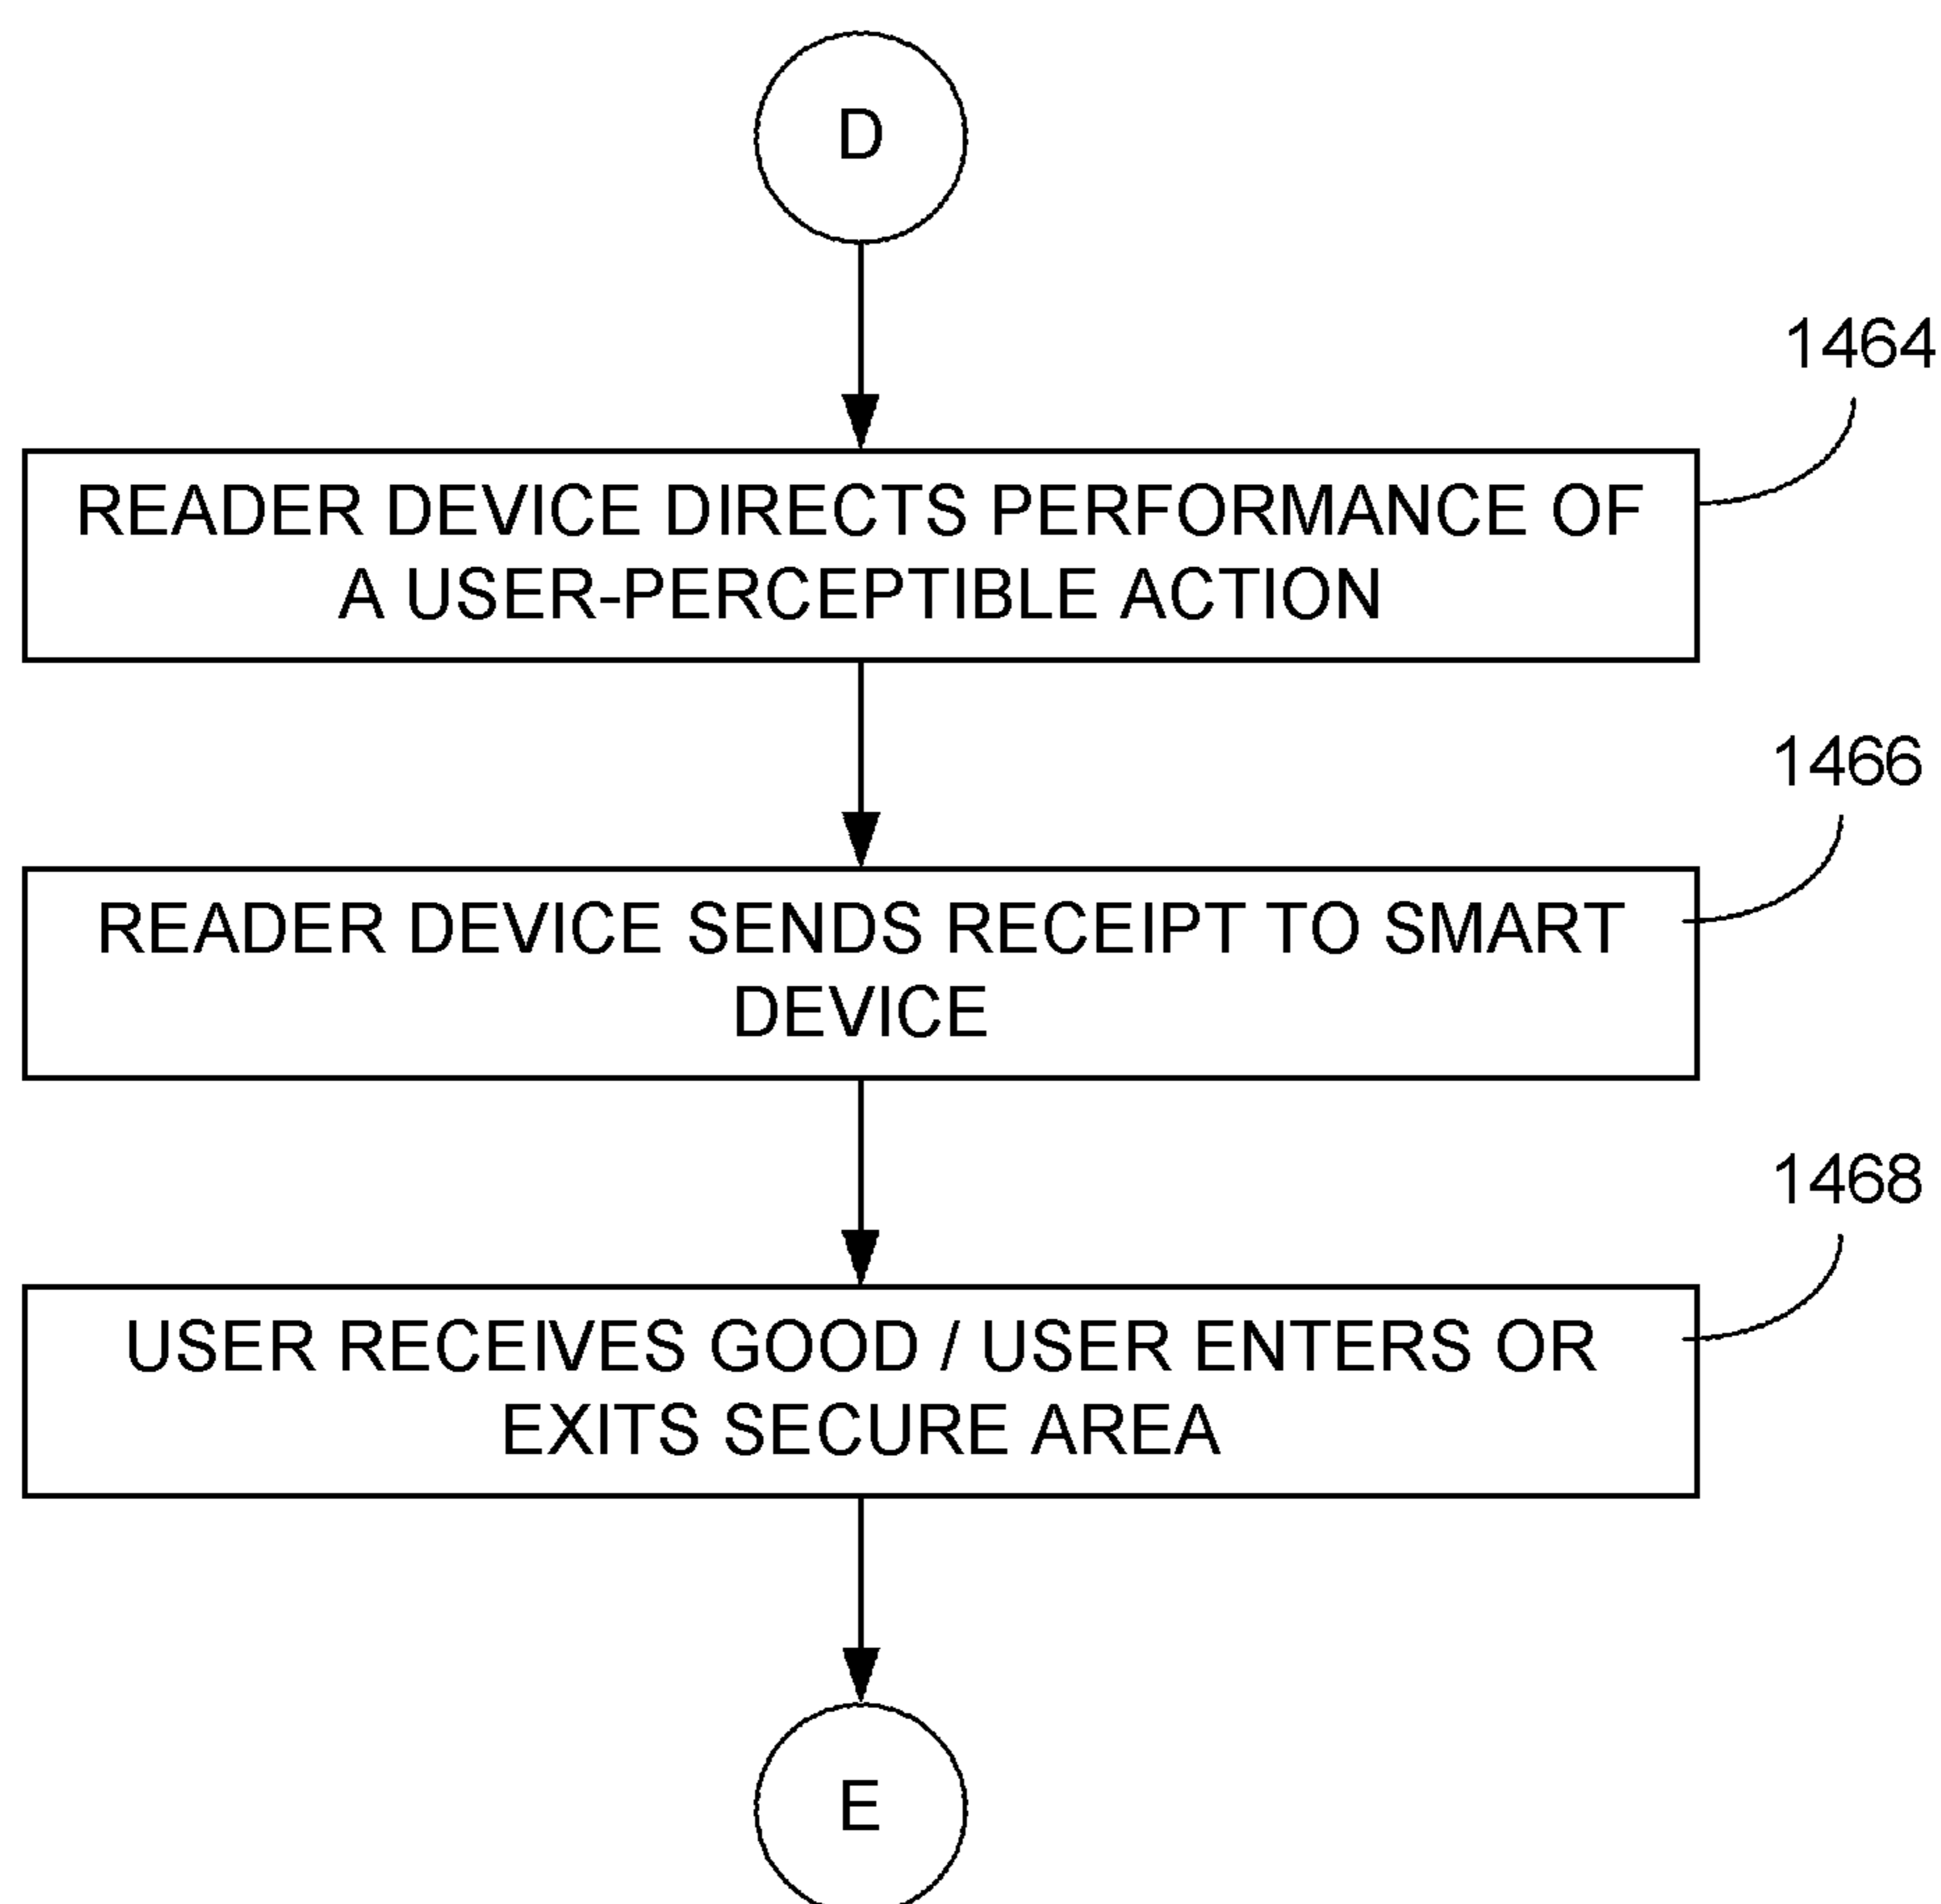 D
1464
READER DEVICE DIRECTS PERFORMANCE OF
A USER-PERCEPTIBLE ACTION
1466
READER DEVICE SENDS RECEIPT TO SMART
DEVICE
1468
USER RECEIVES GOOD / USER ENTERS OR
EXITS SECURE AREA
E